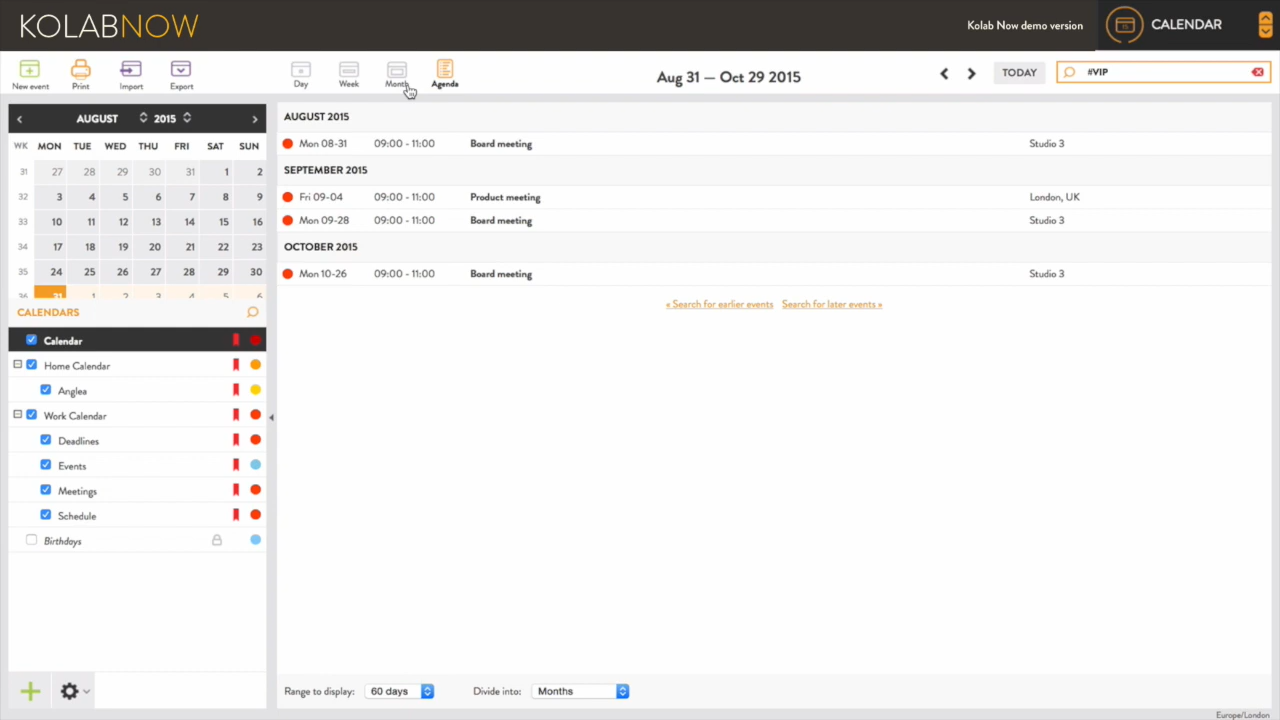 KOLABNOW
Kolab Now demo version
CALENDAR
New event Print Import Export
Day Week Month Agenda
Aug 31 — Oct 29 2015
TODAY
#VIP
AUGUST 2015
WK MON TUE WED THU FRI SAT SUN
31 27 28 29 30 31 1 2
32 3 4 5 6 7 8 9
33 10 11 12 13 14 15 16
34 17 18 19 20 21 22 23
35 24 25 26 27 28 29 30
36 31 1 2 3 4 5 6
CALENDARS
Calendar
Home Calendar
Anglea
Work Calendar
Deadlines
Events
Meetings
Schedule
Birthdays
AUGUST 2015
Mon 08-31 09:00 - 11:00 Board meeting Studio 3
SEPTEMBER 2015
Fri 09-04 09:00 - 11:00 Product meeting London, UK
Mon 09-28 09:00 - 11:00 Board meeting Studio 3
OCTOBER 2015
Mon 10-26 09:00 - 11:00 Board meeting Studio 3
« Search for earlier events Search for later events »
Range to display: 60 days Divide into: Months
Europe/London